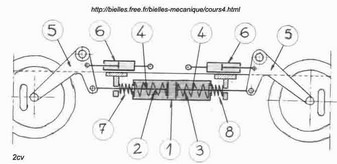 http://bielles.free.fr/bielles-mecanique/cours4.html
5 6 4 4 6 5
7 2 1 3 8
2cv